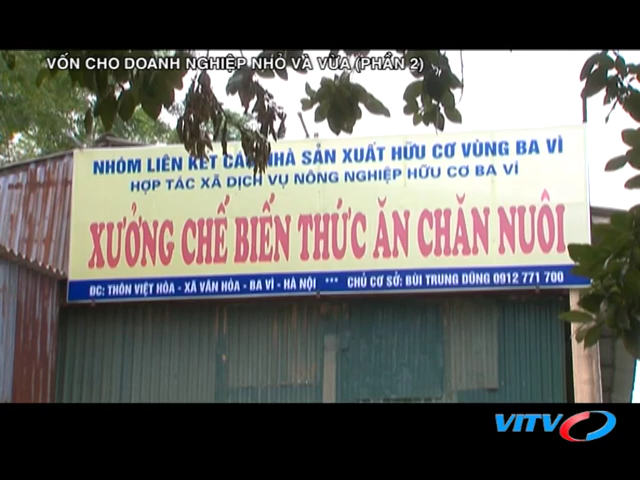 VỐN CHO DOANH NGHIỆP NHỎ VÀ VỪA (PHẦN 2)
NHÓM LIÊN KẾT CÁC NHÀ SẢN XUẤT HỮU CƠ VÙNG BA VÌ
HỢP TÁC XÃ DỊCH VỤ NÔNG NGHIỆP HỮU CƠ BA VÌ
XƯỞNG CHẾ BIẾN THỨC ĂN CHĂN NUÔI
ĐC: THÔN VIỆT HÒA - XÃ VÂN HÒA - BA VÌ - HÀ NỘI *** CHỦ CƠ SỞ: BÙI TRUNG DŨNG 0912 771 700
VITV